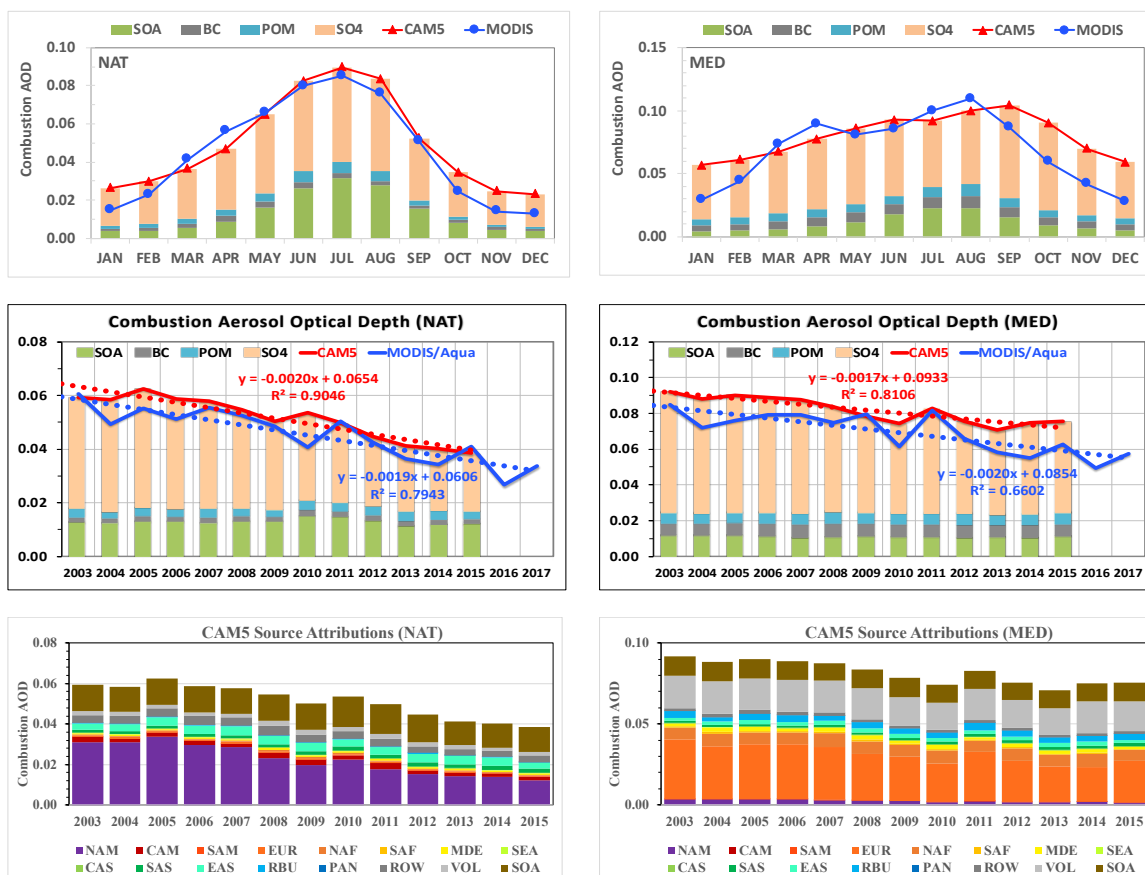 SOA BC POM SO4 CAM5 MODIS
NAT
Combustion AOD
0.10
0.08
0.06
0.04
0.02
0.00
JAN FEB MAR APR MAY JUN JUL AUG SEP OCT NOV DEC
SOA BC POM SO4 CAM5 MODIS
MED
Combustion AOD
0.15
0.10
0.05
0.00
JAN FEB MAR APR MAY JUN JUL AUG SEP OCT NOV DEC
Combustion Aerosol Optical Depth (NAT)
SOA BC POM SO4 CAM5 MODIS/Aqua
y = -0.0020x + 0.0654
R² = 0.9046
y = -0.0019x + 0.0606
R² = 0.7943
0.08
0.06
0.04
0.02
0.00
2003 2004 2005 2006 2007 2008 2009 2010 2011 2012 2013 2014 2015 2016 2017
Combustion Aerosol Optical Depth (MED)
SOA BC POM SO4 CAM5 MODIS/Aqua
y = -0.0017x + 0.0933
R² = 0.8106
y = -0.0020x + 0.0854
R² = 0.6602
0.12
0.10
0.08
0.06
0.04
0.02
0.00
2003 2004 2005 2006 2007 2008 2009 2010 2011 2012 2013 2014 2015 2016 2017
CAM5 Source Attributions (NAT)
Combustion AOD
0.08
0.06
0.04
0.02
0.00
2003 2004 2005 2006 2007 2008 2009 2010 2011 2012 2013 2014 2015
NAM CAM SAM EUR NAF SAF MDE SEA
CAS SAS EAS RBU PAN ROW VOL SOA
CAM5 Source Attributions (MED)
Combustion AOD
0.10
0.05
0.00
2003 2004 2005 2006 2007 2008 2009 2010 2011 2012 2013 2014 2015
NAM CAM SAM EUR NAF SAF MDE SEA
CAS SAS EAS RBU PAN ROW VOL SOA